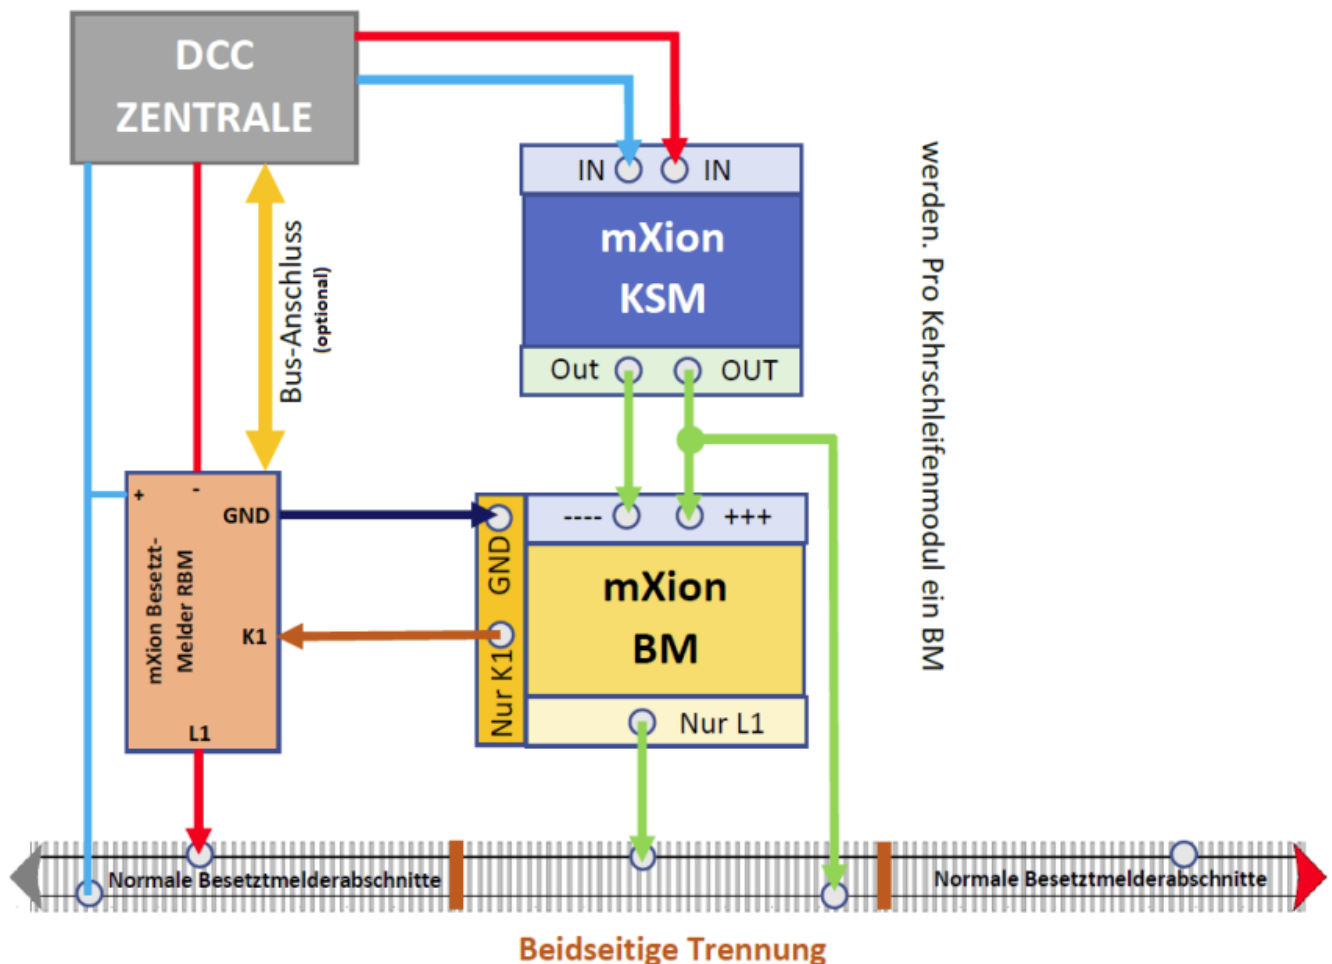 DCC
ZENTRALE
IN
IN
mXion
KSM
Out
OUT
werden. Pro Kehrschleifenmodul ein BM
Bus-Anschluss
(optional)
+
-
GND
mXion Besetzt-
Melder RBM
K1
L1
GND
Nur K1
----
+++
mXion
BM
Nur L1
Normale Besetztmelderabschnitte
Normale Besetztmelderabschnitte
Beidseitige Trennung